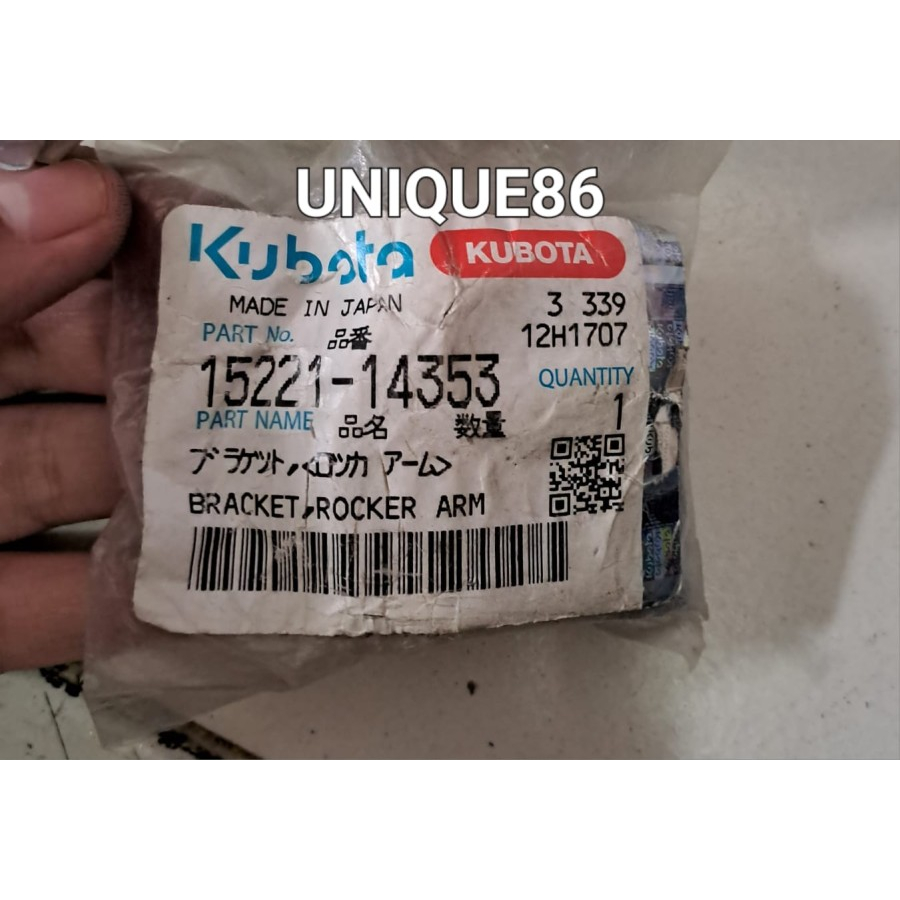 UNIQUE86
Kubota KUBOTA
MADE IN JAPAN 3 339
PART No. 品番 12H1707
15221-14353 QUANTITY
PART NAME 品名 数量 1
ブラケット,<ロツカ アーム>
BRACKET,ROCKER ARM